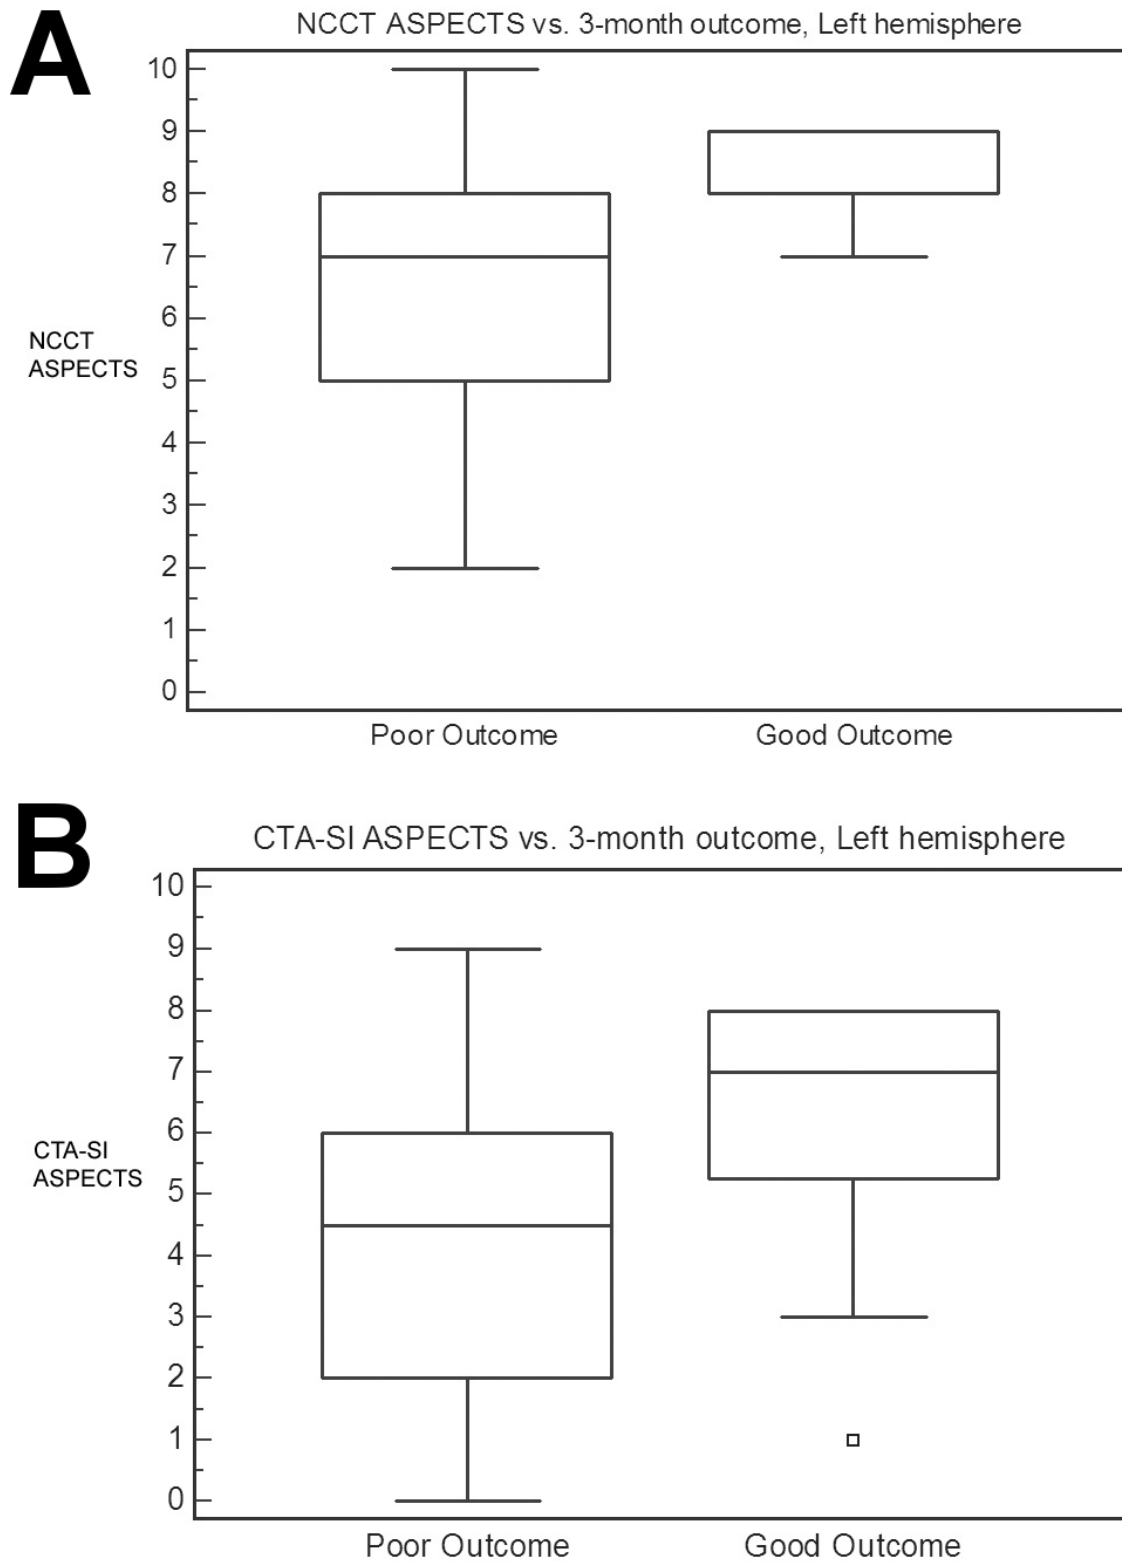 A
NCCT ASPECTS vs. 3-month outcome, Left hemisphere
10
9
8
7
6
5
4
3
2
1
0
NCCT
ASPECTS
Poor Outcome
Good Outcome
B
CTA-SI ASPECTS vs. 3-month outcome, Left hemisphere
10
9
8
7
6
5
4
3
2
1
0
CTA-SI
ASPECTS
Poor Outcome
Good Outcome